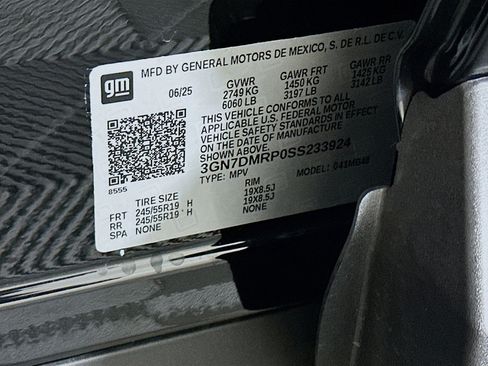 gm
MFD BY GENERAL MOTORS DE MEXICO, S. DE R.L. DE C.V.
06/25 GVWR GAWR FRT GAWR RR
2749 KG 1450 KG 1425 KG
6060 LB 3197 LB 3142 LB
THIS VEHICLE CONFORMS TO ALL
APPLICABLE U.S. FEDERAL MOTOR
VEHICLE SAFETY STANDARDS IN EFFECT
ON THE DATE OF MANUFACTURE
SHOWN ABOVE.
3GN7DMRP0SS233924
TYPE: MPV MODEL:
8555
TIRE SIZE RIM
FRT 245/55R19 H 19X8.5J
RR 245/55R19 H 19X8.5J
SPA NONE NONE